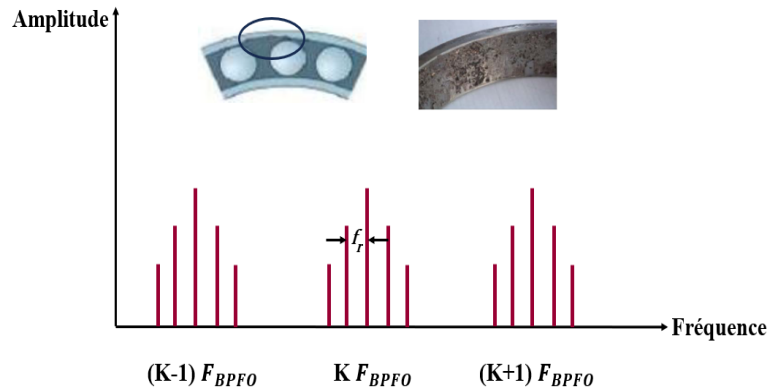 Amplitude
f_r
Fréquence
(K-1) F_BPFO
K F_BPFO
(K+1) F_BPFO